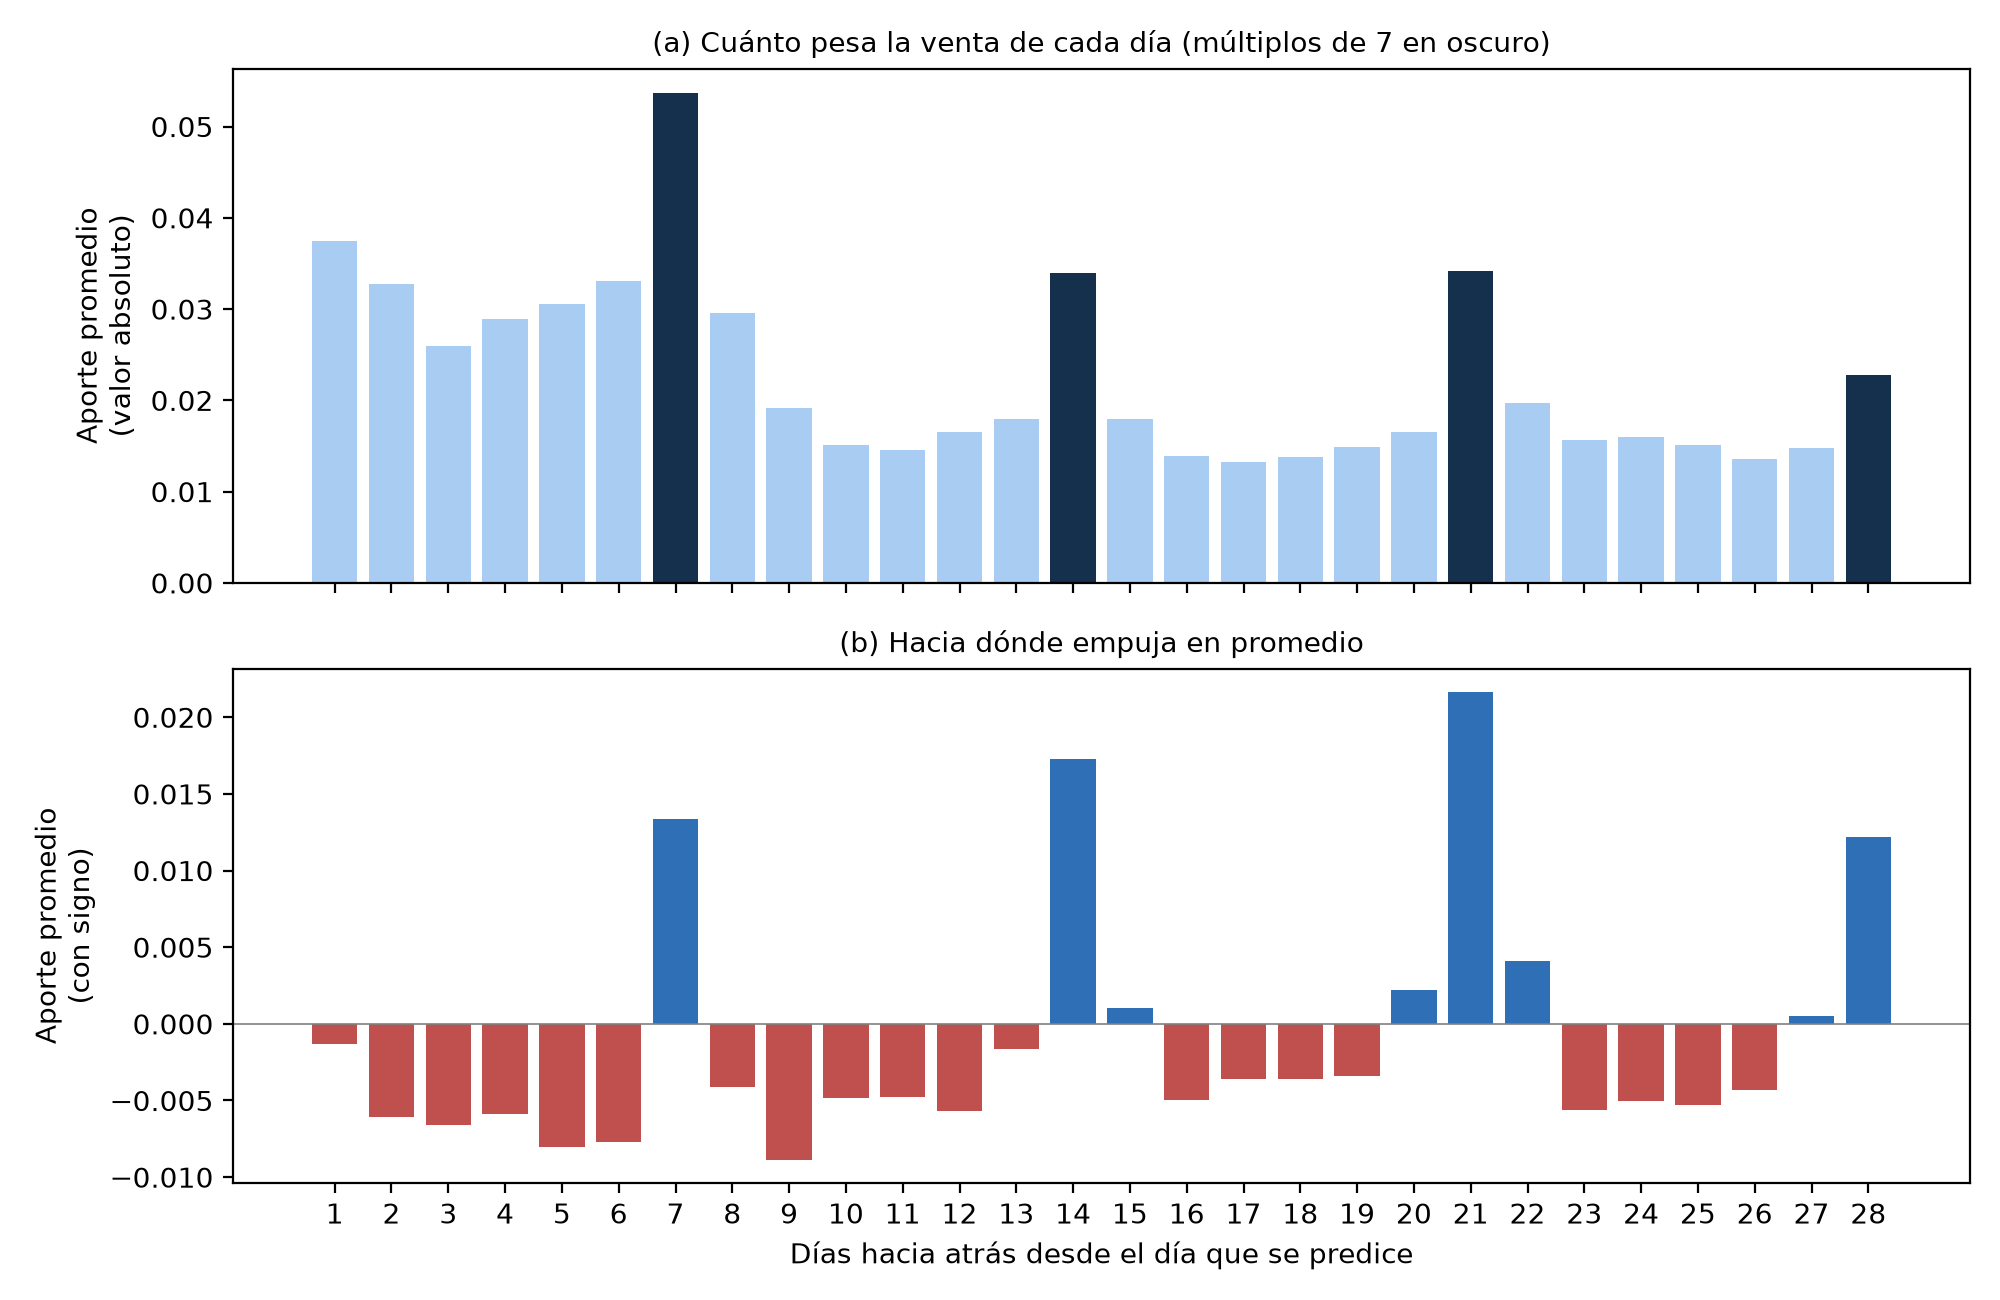 (a) Cuánto pesa la venta de cada día (múltiplos de 7 en oscuro)
Aporte promedio
(valor absoluto)
0.05
0.04
0.03
0.02
0.01
0.00
(b) Hacia dónde empuja en promedio
Aporte promedio
(con signo)
0.020
0.015
0.010
0.005
0.000
−0.005
−0.010
1 2 3 4 5 6 7 8 9 10 11 12 13 14 15 16 17 18 19 20 21 22 23 24 25 26 27 28
Días hacia atrás desde el día que se predice